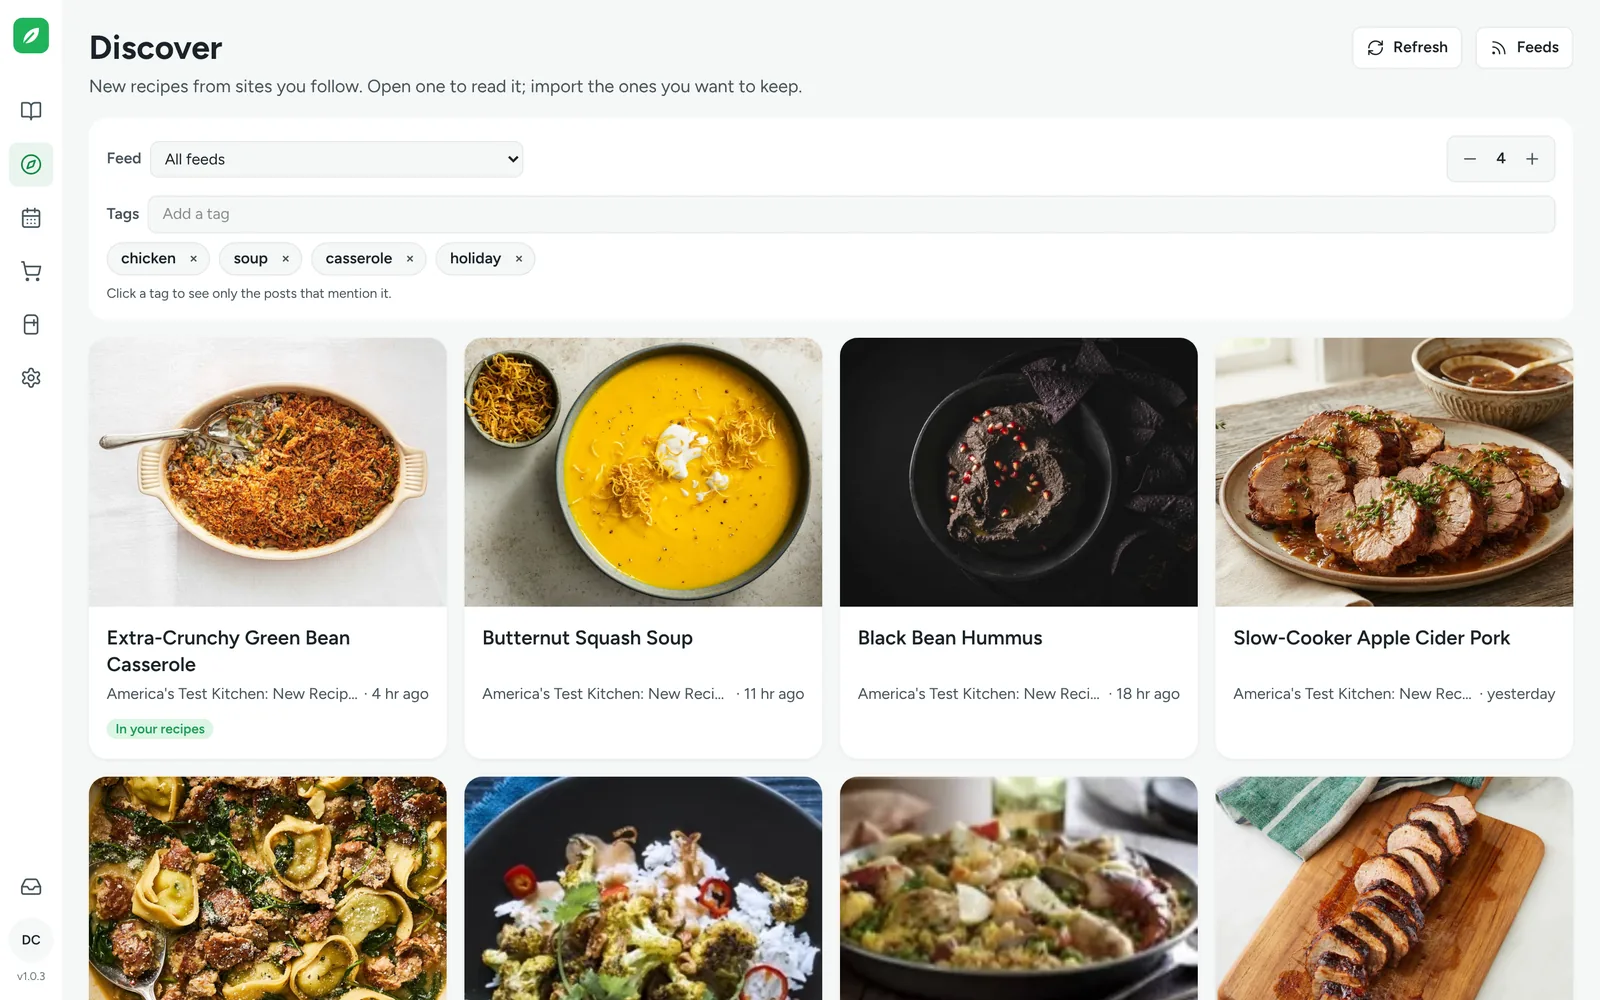 Discover
Refresh
Feeds
New recipes from sites you follow. Open one to read it; import the ones you want to keep.
Feed
All feeds
− 4 +
Tags
Add a tag
chicken × soup × casserole × holiday ×
Click a tag to see only the posts that mention it.
Extra-Crunchy Green Bean
Casserole
America's Test Kitchen: New Recip... · 4 hr ago
In your recipes
Butternut Squash Soup
America's Test Kitchen: New Reci... · 11 hr ago
Black Bean Hummus
America's Test Kitchen: New Reci... · 18 hr ago
Slow-Cooker Apple Cider Pork
America's Test Kitchen: New Rec... · yesterday
DC
v1.0.3